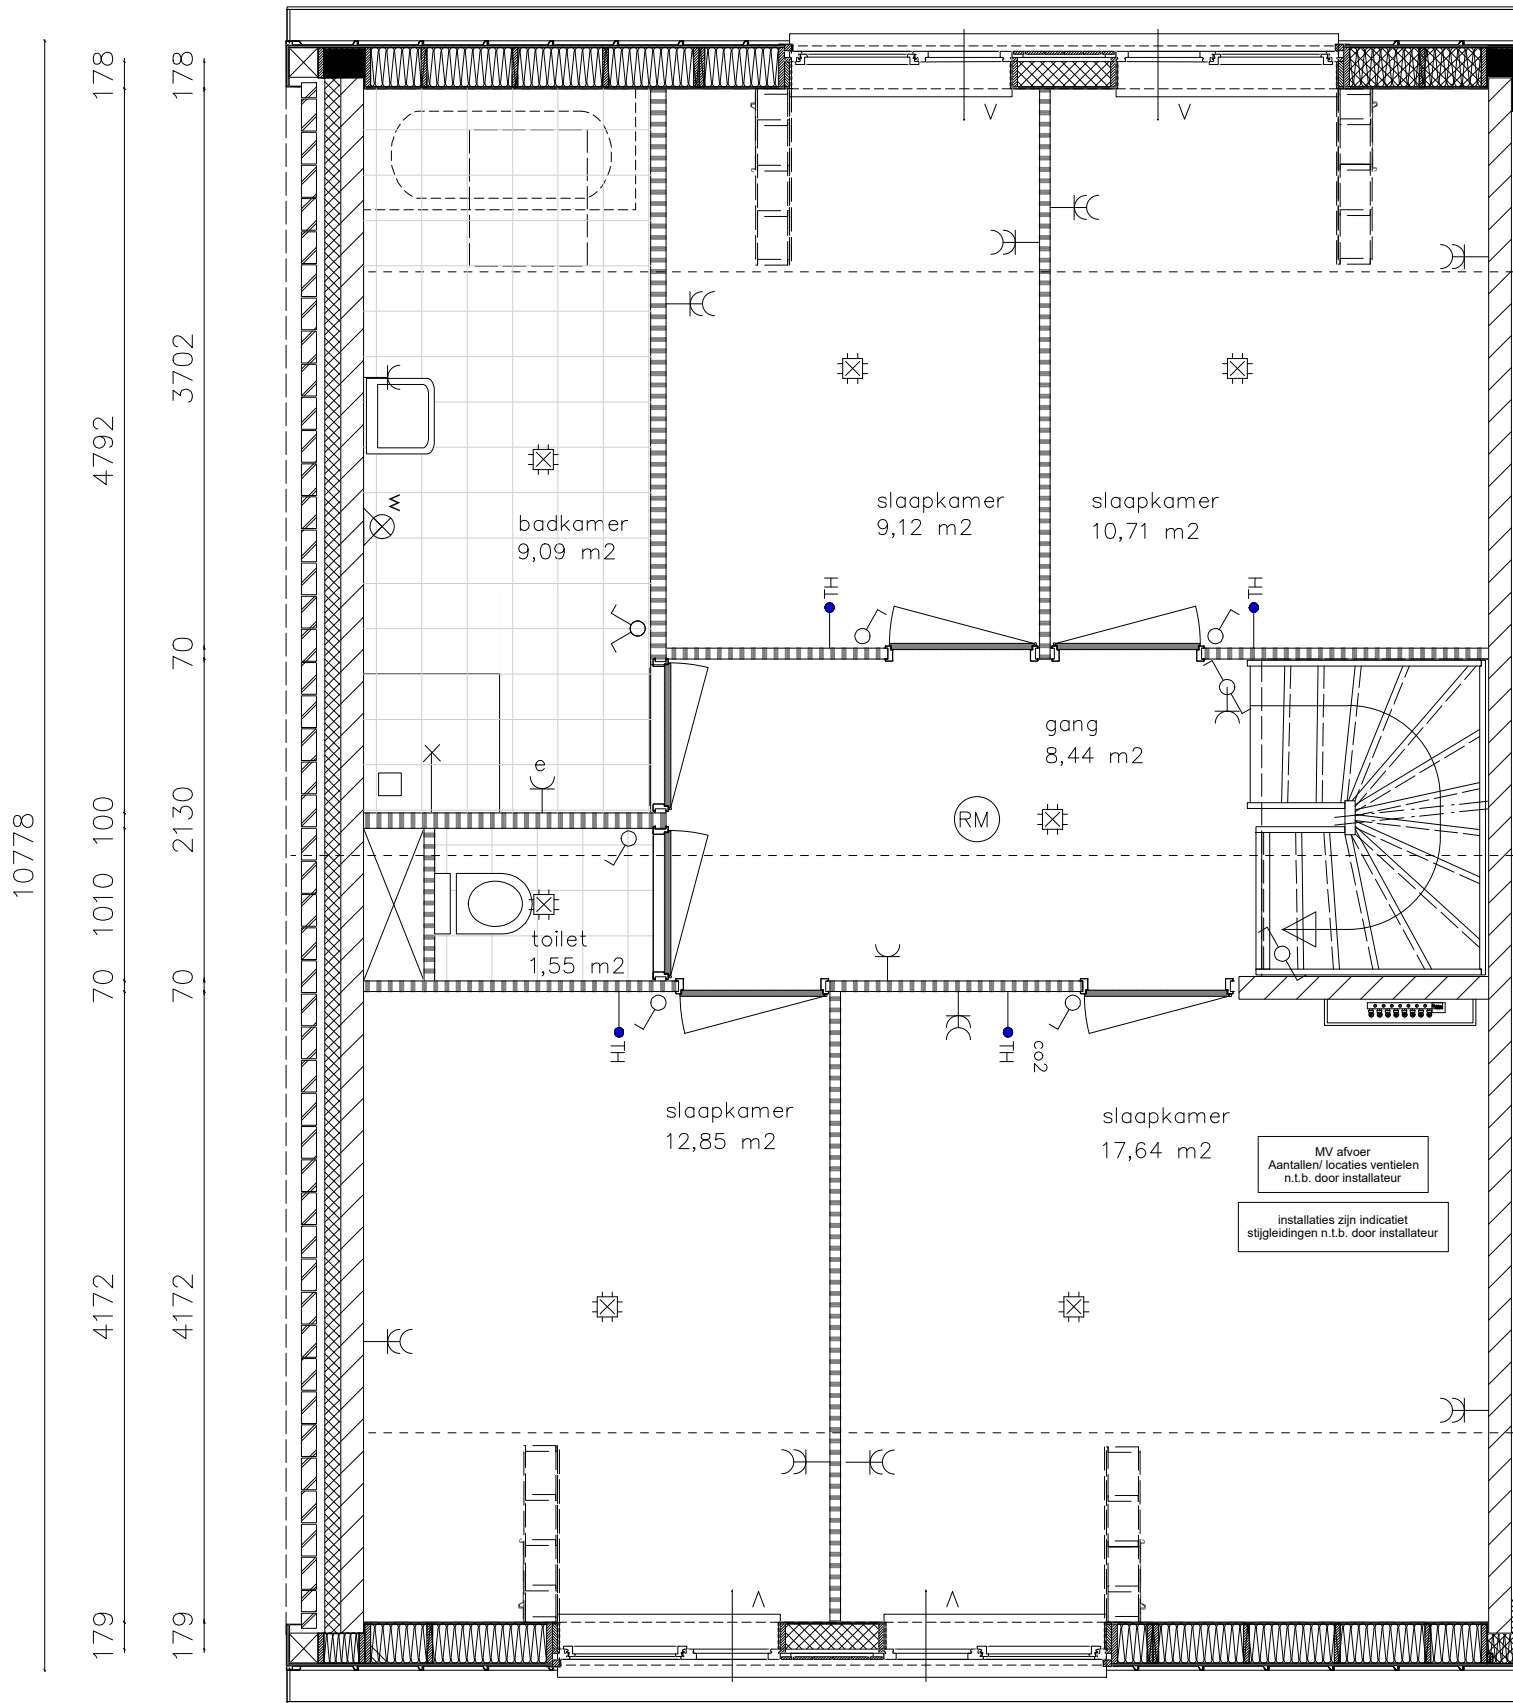 178
178
V
V
3702
4792
slaapkamer
9,12 m2
slaapkamer
10,71 m2
W
badkamer
9,09 m2
TH
TH
70
gang
8,44 m2
e
100
2130
RM
10778
1010
toilet
1,55 m2
70
70
TH
TH
co2
slaapkamer
12,85 m2
slaapkamer
17,64 m2
MV afvoer
Aantallen/ locaties ventielen
n.t.b. door installateur
installaties zijn indicatiet
stijgleidingen n.t.b. door installateur
4172
4172
V
V
179
179